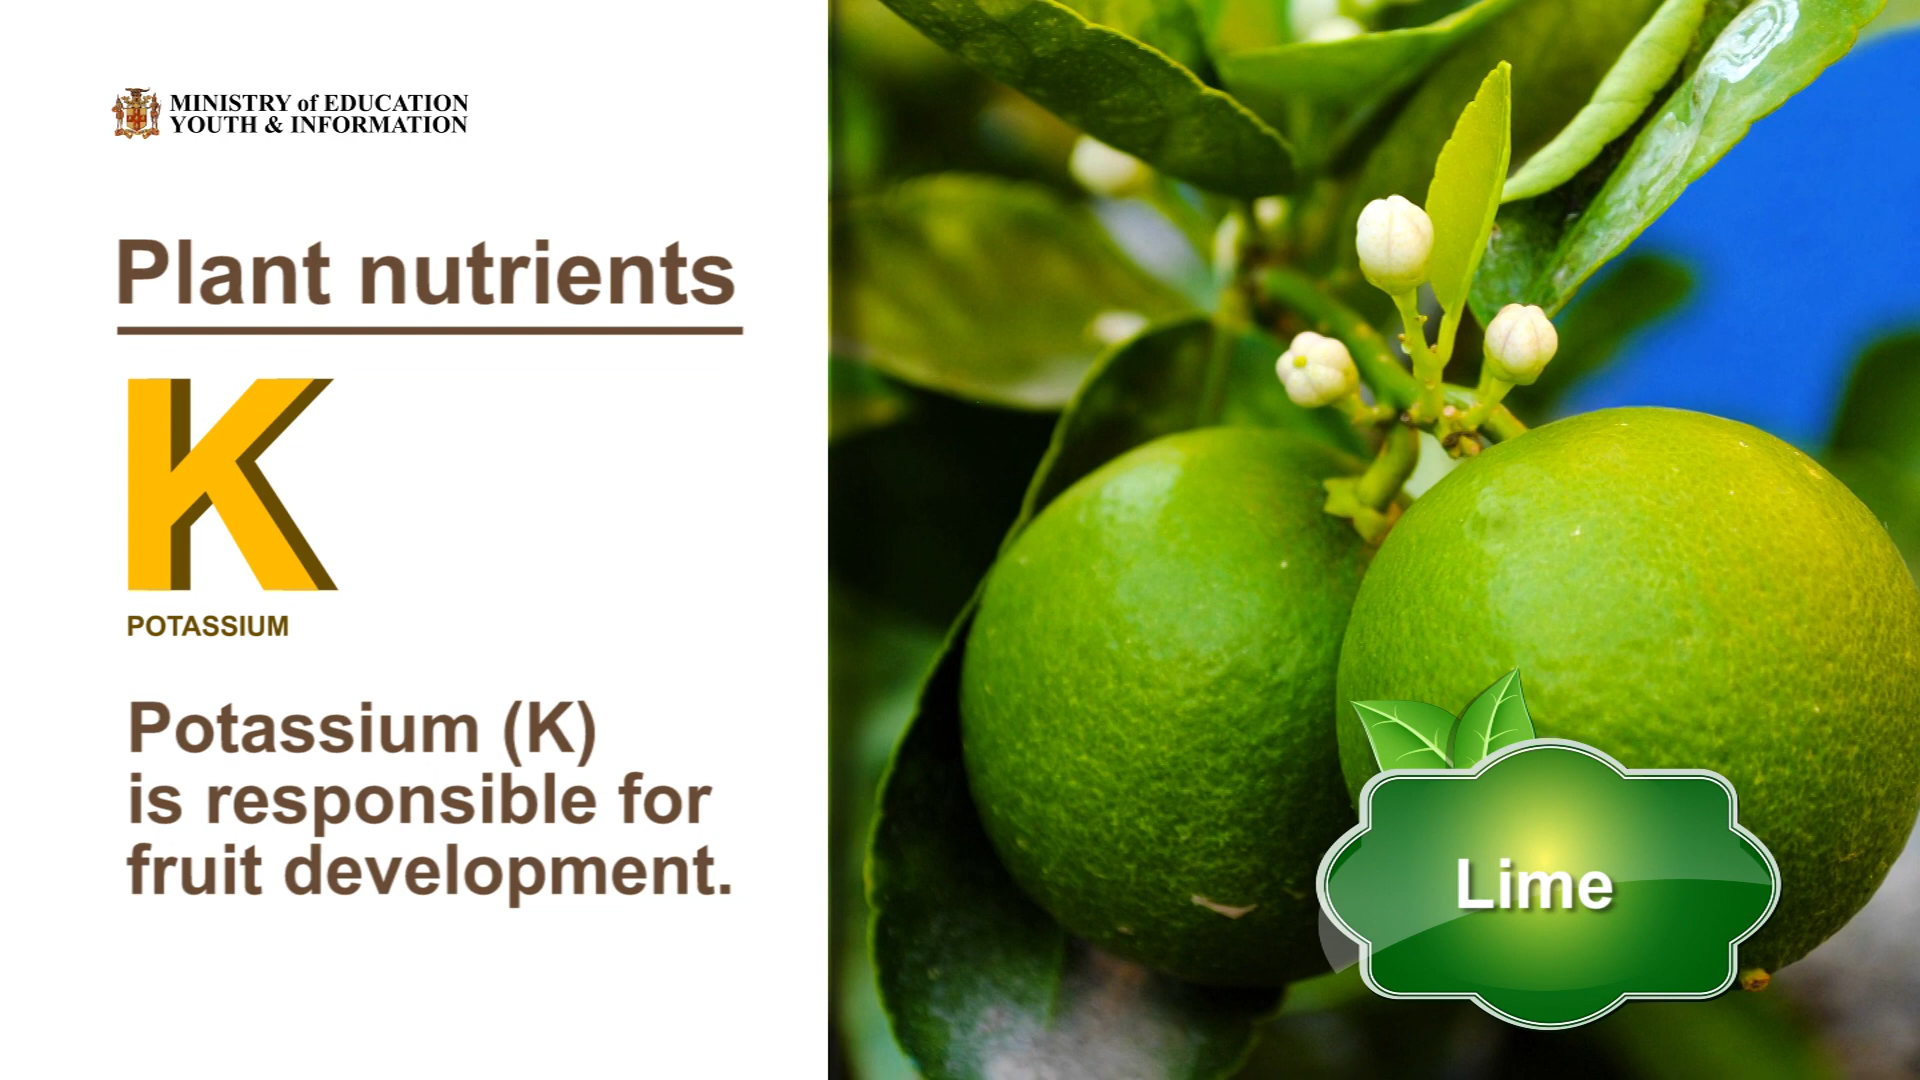 MINISTRY of EDUCATION
YOUTH & INFORMATION
Plant nutrients
K
POTASSIUM
Potassium (K)
is responsible for
fruit development.
Lime